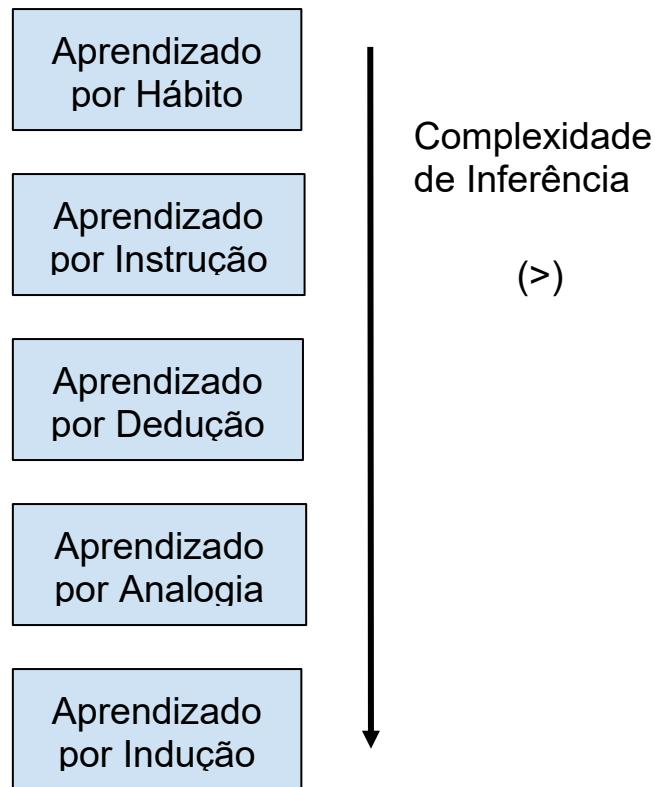 Aprendizado
por Hábito
Complexidade
de Inferência
(>)
Aprendizado
por Instrução
Aprendizado
por Dedução
Aprendizado
por Analogia
Aprendizado
por Indução